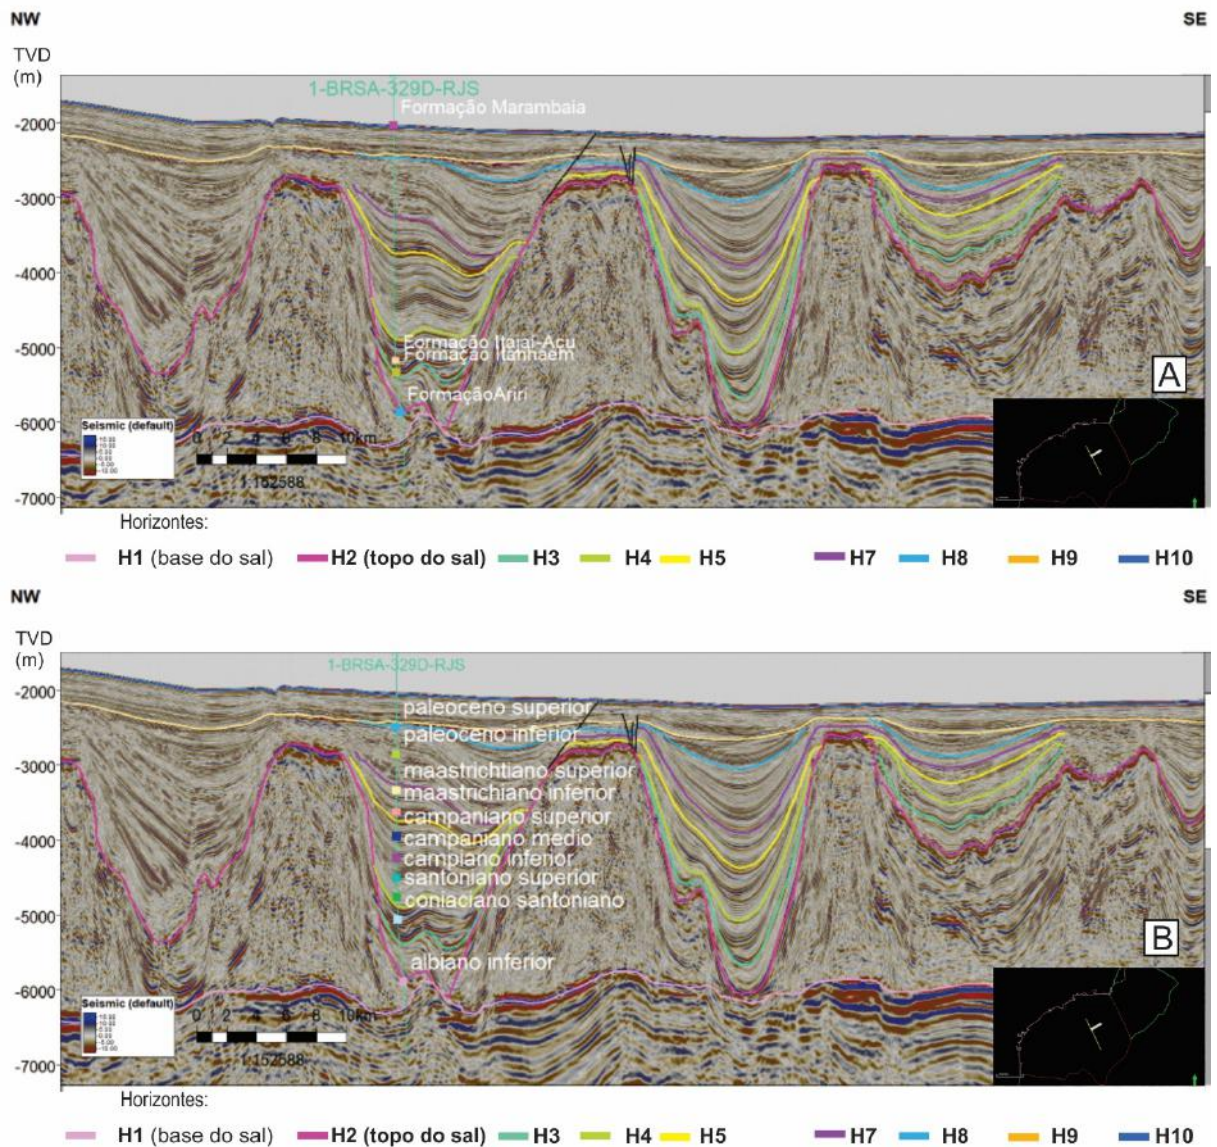 NW SE
TVD
(m)
1-BRSA-329D-RJS
Formação Marambaia
-2000
-3000
-4000
-5000
-6000
-7000
Formação Itajaí-Açu
Formação Itanhaém
FormaçãoAriri
A
Seismic (default)
0 2 4 6 8 10km
1:152588
Horizontes:
H1 (base do sal) H2 (topo do sal) H3 H4 H5 H7 H8 H9 H10
NW SE
TVD
(m)
1-BRSA-329D-RJS
-2000
-3000
-4000
-5000
-6000
-7000
paleoceno superior
paleoceno inferior
maastrichtiano superior
maastrichiano inferior
campaniano superior
campaniano medio
campiano inferior
santoniano superior
coniaciano santoniano
albiano inferior
B
Seismic (default)
0 2 4 6 8 10km
1:152588
Horizontes:
H1 (base do sal) H2 (topo do sal) H3 H4 H5 H7 H8 H9 H10